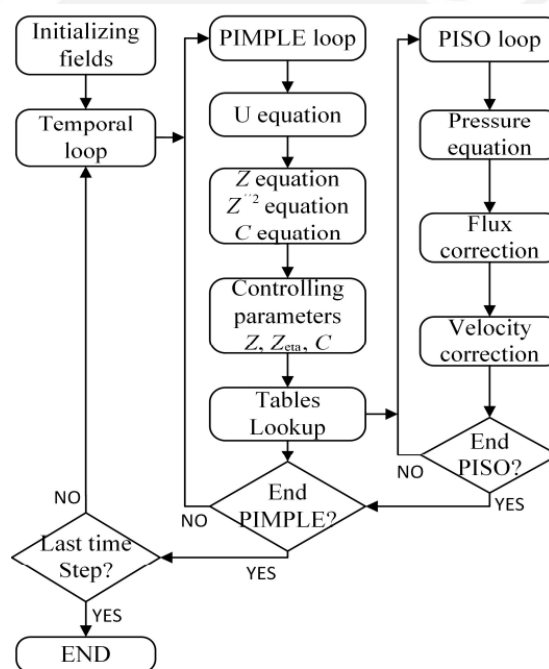 Initializing
fields
Temporal
loop
PIMPLE loop
U equation
Z equation
Z''2 equation
C equation
Controlling
parameters
Z, Zeta, C
Tables
Lookup
PISO loop
Pressure
equation
Flux
correction
Velocity
correction
End
PISO?
NO
YES
End
PIMPLE?
NO
YES
Last time
Step?
NO
YES
END